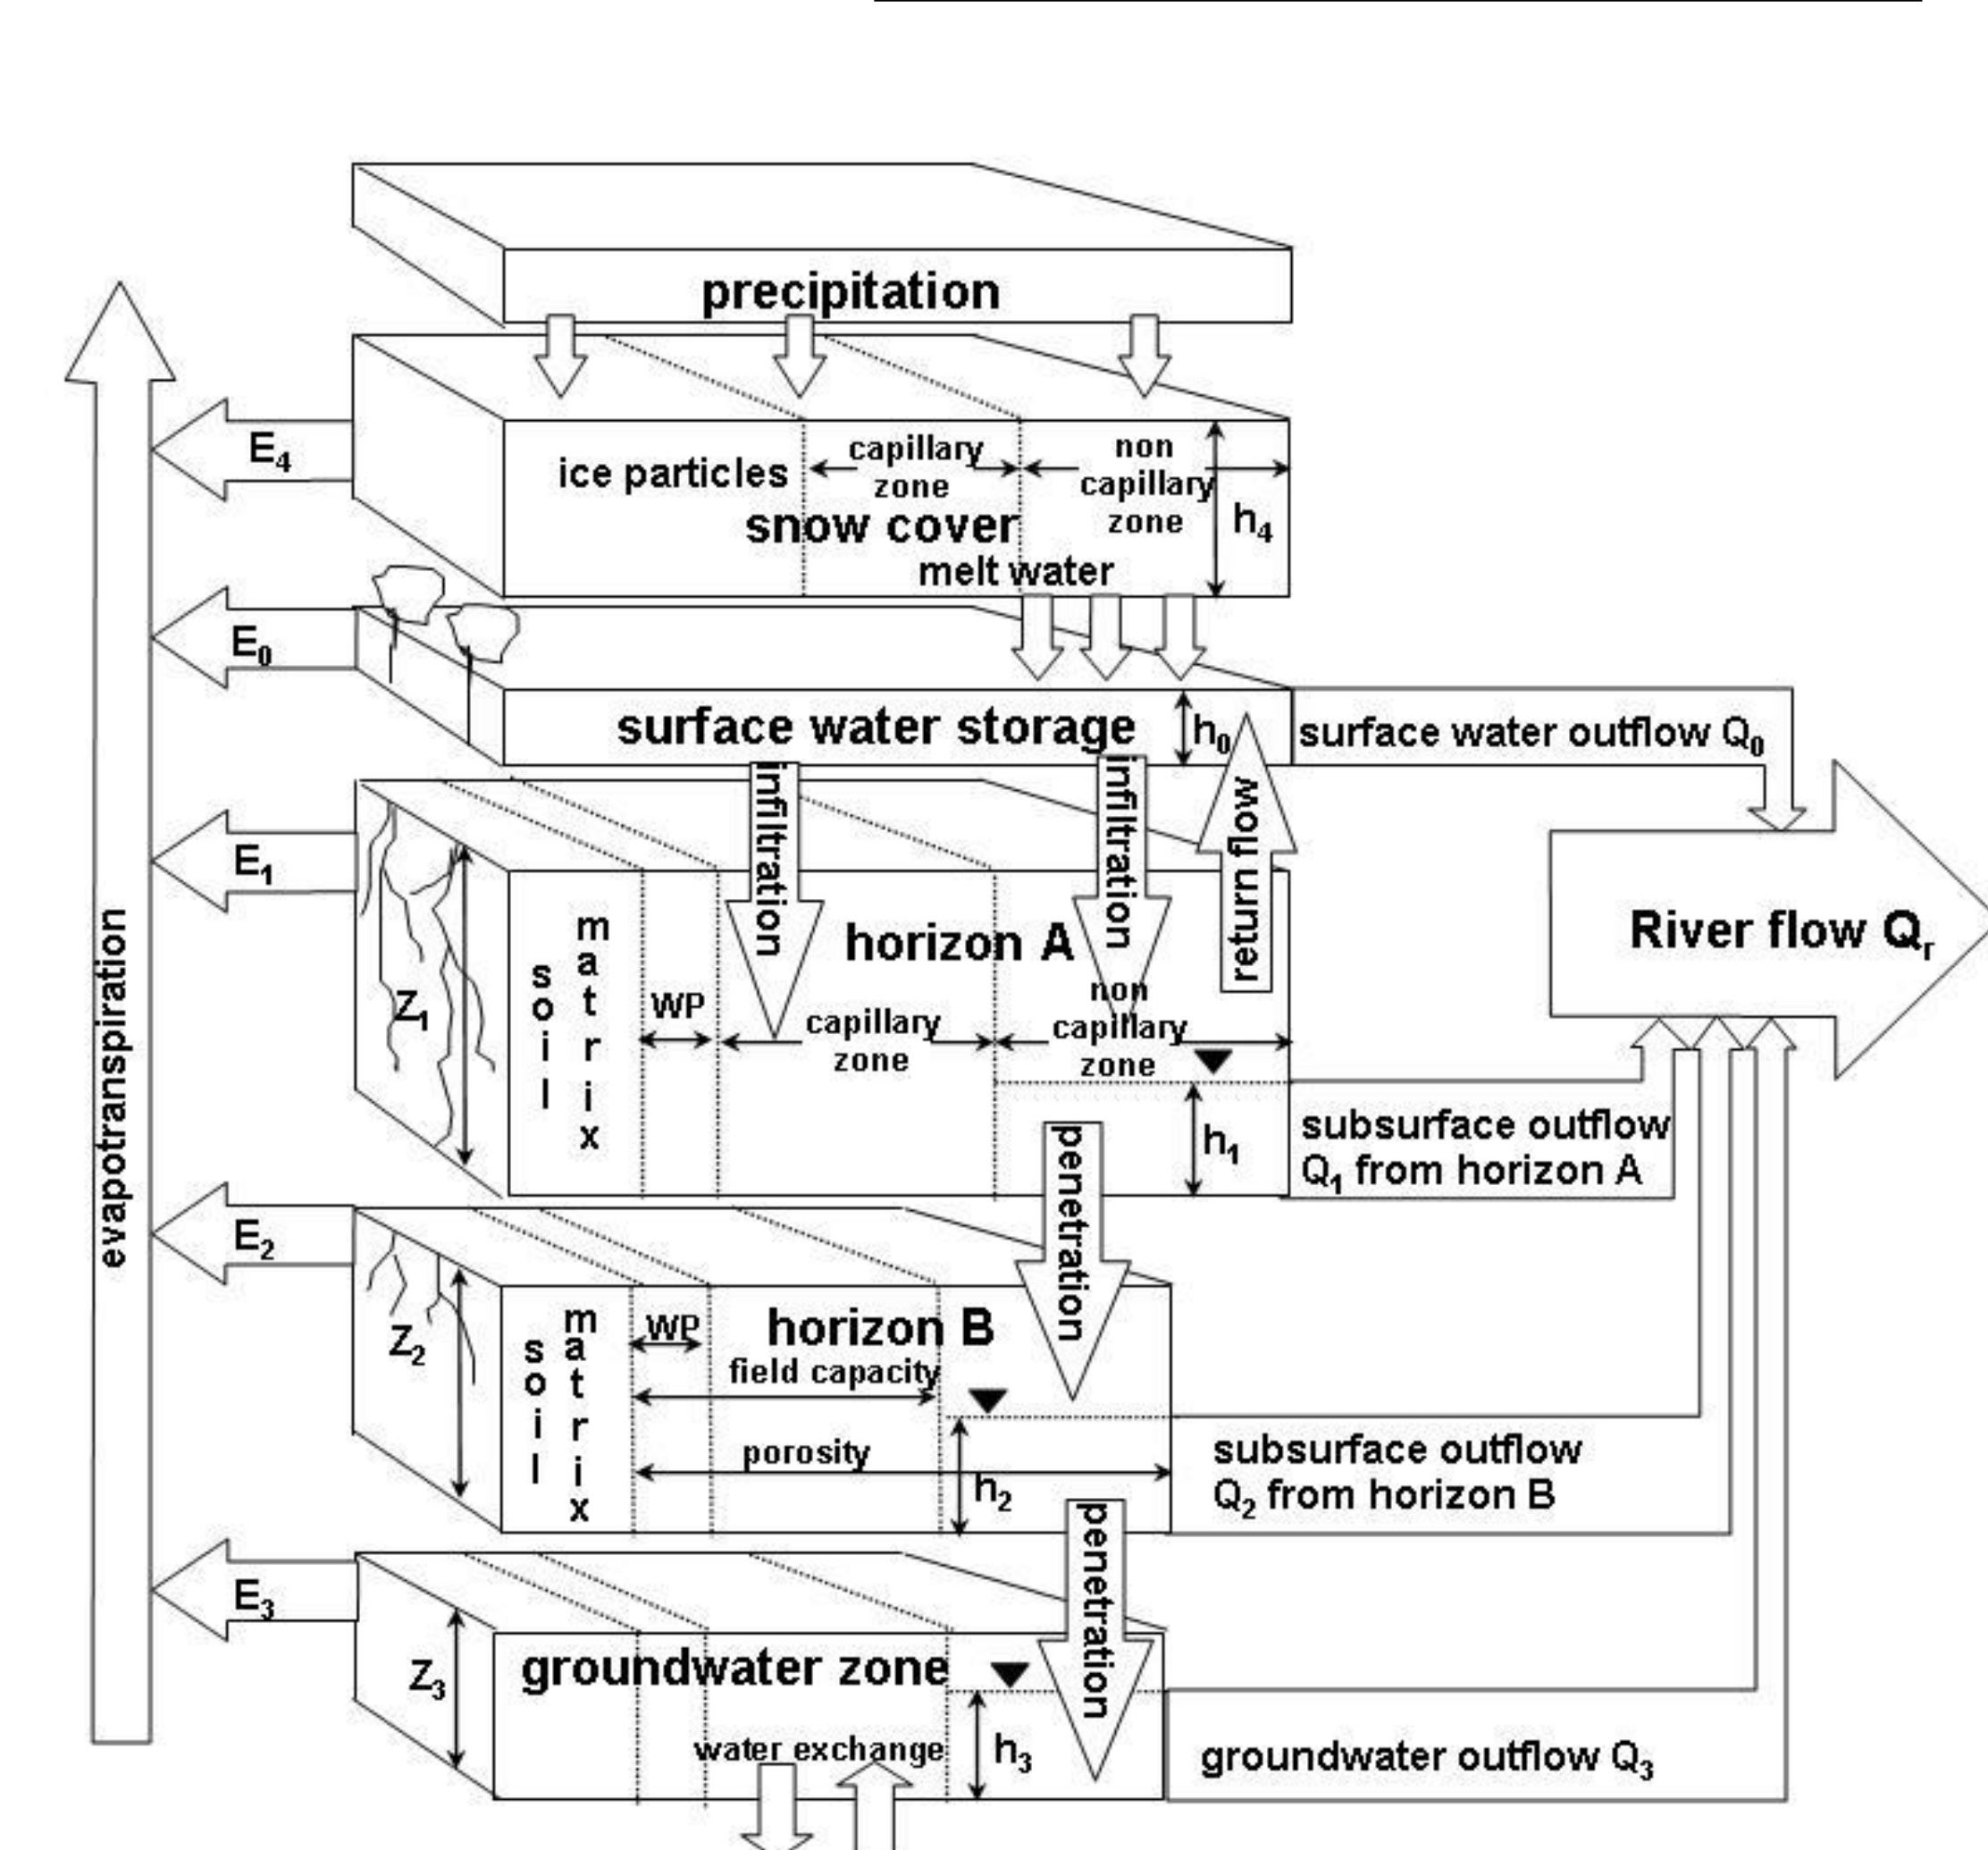 precipitation
E4
ice particles
capillary
zone
non
capillary
zone
snow cover
h4
melt water
E0
surface water storage
h0
surface water outflow Q0
infiltration
infiltration
return flow
E1
Z1
soil
matrix
WP
horizon A
capillary
zone
non
capillary
zone
h1
River flow Qr
subsurface outflow
Q1 from horizon A
penetration
evapotranspiration
E2
Z2
soil
matrix
WP
horizon B
field capacity
porosity
h2
subsurface outflow
Q2 from horizon B
penetration
E3
Z3
groundwater zone
water exchange
h3
groundwater outflow Q3